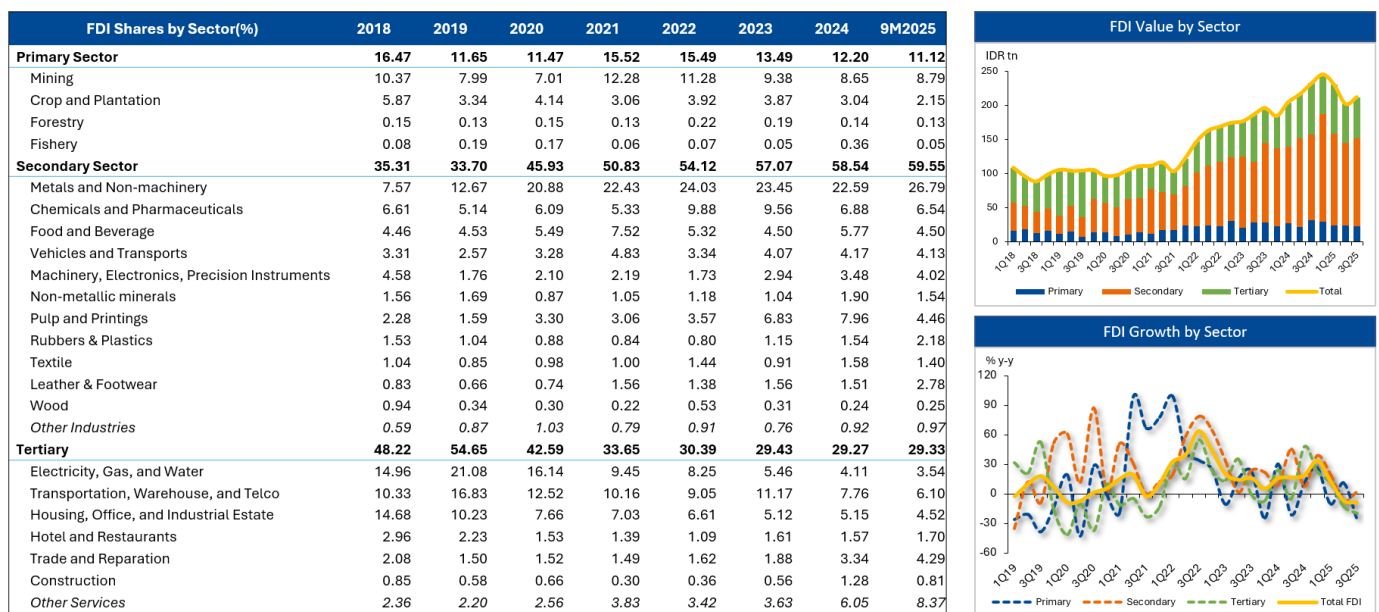 FDI Shares by Sector(%) 2018 2019 2020 2021 2022 2023 2024 9M2025
Primary Sector 16.47 11.65 11.47 15.52 15.49 13.49 12.20 11.12
Mining 10.37 7.99 7.01 12.28 11.28 9.38 8.65 8.79
Crop and Plantation 5.87 3.34 4.14 3.06 3.92 3.87 3.04 2.15
Forestry 0.15 0.13 0.15 0.13 0.22 0.19 0.14 0.13
Fishery 0.08 0.19 0.17 0.06 0.07 0.05 0.36 0.05
Secondary Sector 35.31 33.70 45.93 50.83 54.12 57.07 58.54 59.55
Metals and Non-machinery 7.57 12.67 20.88 22.43 24.03 23.45 22.59 26.79
Chemicals and Pharmaceuticals 6.61 5.14 6.09 5.33 9.88 9.56 6.88 6.54
Food and Beverage 4.46 4.53 5.49 7.52 5.32 4.50 5.77 4.50
Vehicles and Transports 3.31 2.57 3.28 4.83 3.34 4.07 4.17 4.13
Machinery, Electronics, Precision Instruments 4.58 1.76 2.10 2.19 1.73 2.94 3.48 4.02
Non-metallic minerals 1.56 1.69 0.87 1.05 1.18 1.04 1.90 1.54
Pulp and Printings 2.28 1.59 3.30 3.06 3.57 6.83 7.96 4.46
Rubbers & Plastics 1.53 1.04 0.88 0.84 0.80 1.15 1.54 2.18
Textile 1.04 0.85 0.98 1.00 1.44 0.91 1.58 1.40
Leather & Footwear 0.83 0.66 0.74 1.56 1.38 1.56 1.51 2.78
Wood 0.94 0.34 0.30 0.22 0.53 0.31 0.24 0.25
Other Industries 0.59 0.87 1.03 0.79 0.91 0.76 0.92 0.97
Tertiary 48.22 54.65 42.59 33.65 30.39 29.43 29.27 29.33
Electricity, Gas, and Water 14.96 21.08 16.14 9.45 8.25 5.46 4.11 3.54
Transportation, Warehouse, and Telco 10.33 16.83 12.52 10.16 9.05 11.17 7.76 6.10
Housing, Office, and Industrial Estate 14.68 10.23 7.66 7.03 6.61 5.12 5.15 4.52
Hotel and Restaurants 2.96 2.23 1.53 1.39 1.09 1.61 1.57 1.70
Trade and Reparation 2.08 1.50 1.52 1.49 1.62 1.88 3.34 4.29
Construction 0.85 0.58 0.66 0.30 0.36 0.56 1.28 0.81
Other Services 2.36 2.20 2.56 3.83 3.42 3.63 6.05 8.37
FDI Value by Sector
IDR tn
250
200
150
100
50
0
1Q18 3Q18 1Q19 3Q19 1Q20 3Q20 1Q21 3Q21 1Q22 3Q22 1Q23 3Q23 1Q24 3Q24 1Q25 3Q25
Primary Secondary Tertiary Total
FDI Growth by Sector
% y-y
120
90
60
30
0
-30
-60
1Q19 3Q19 1Q20 3Q20 1Q21 3Q21 1Q22 3Q22 1Q23 3Q23 1Q24 3Q24 1Q25 3Q25
Primary Secondary Tertiary Total FDI